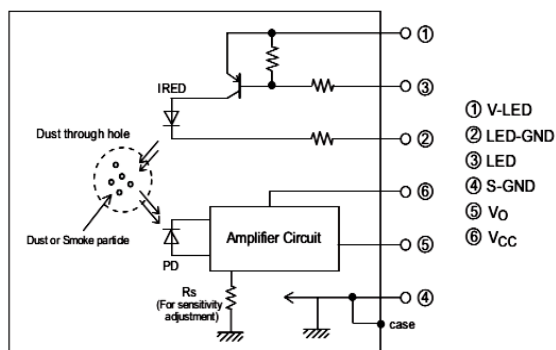 ①
IRED
③
Dust through hole
②
⑥
Amplifier Circuit
Dust or Smoke partide
PD
⑤
Rs
(For sensitivity
adjustment)
④
case
① V-LED
② LED-GND
③ LED
④ S-GND
⑤ VO
⑥ VCC